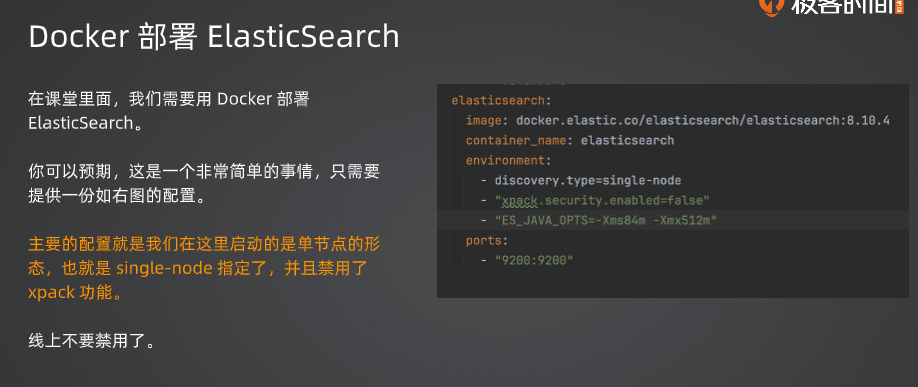 极客时间
Docker 部署 ElasticSearch
在课堂里面，我们需要用 Docker 部署
ElasticSearch。
你可以预期，这是一个非常简单的事情，只需要
提供一份如右图的配置。
主要的配置就是我们在这里启动的是单节点的形
态，也就是 single-node 指定了，并且禁用了
xpack 功能。
线上不要禁用了。
elasticsearch:
image: docker.elastic.co/elasticsearch/elasticsearch:8.10.4
container_name: elasticsearch
environment:
- discovery.type=single-node
- "xpack.security.enabled=false"
- "ES_JAVA_OPTS=-Xms84m -Xmx512m"
ports:
- "9200:9200"